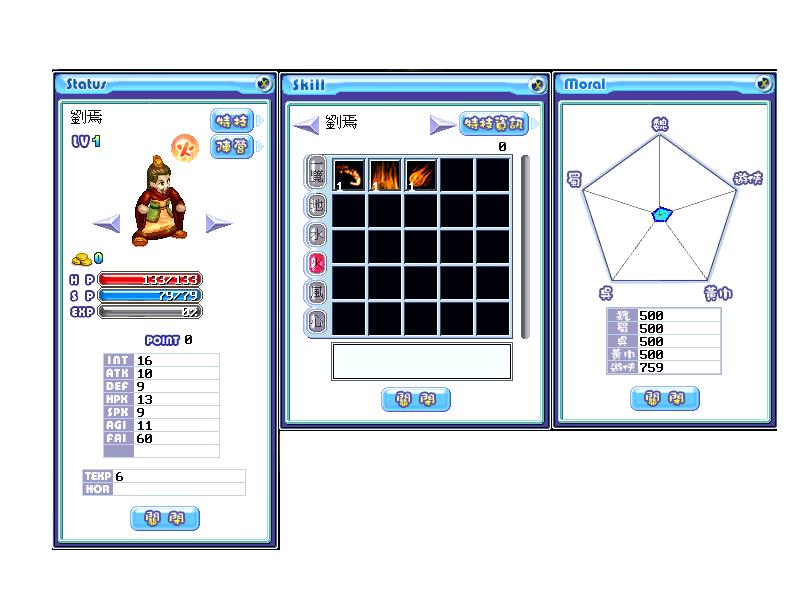 Status
劉焉
特技
LV 1
火
陣營
0
HP 133/133
SP 79/79
EXP 0%
POINT 0
INT 16
ATK 10
DEF 9
HPX 13
SPX 9
AGI 11
FAI 60
TEXP 6
HOR
關閉
Skill
劉焉
特技資訊
0
一覽
地
水
火
風
心
1
1
1
關閉
Moral
魏
蜀
遊俠
吳
黃巾
魏 500
蜀 500
吳 500
黃巾 500
遊俠 759
關閉